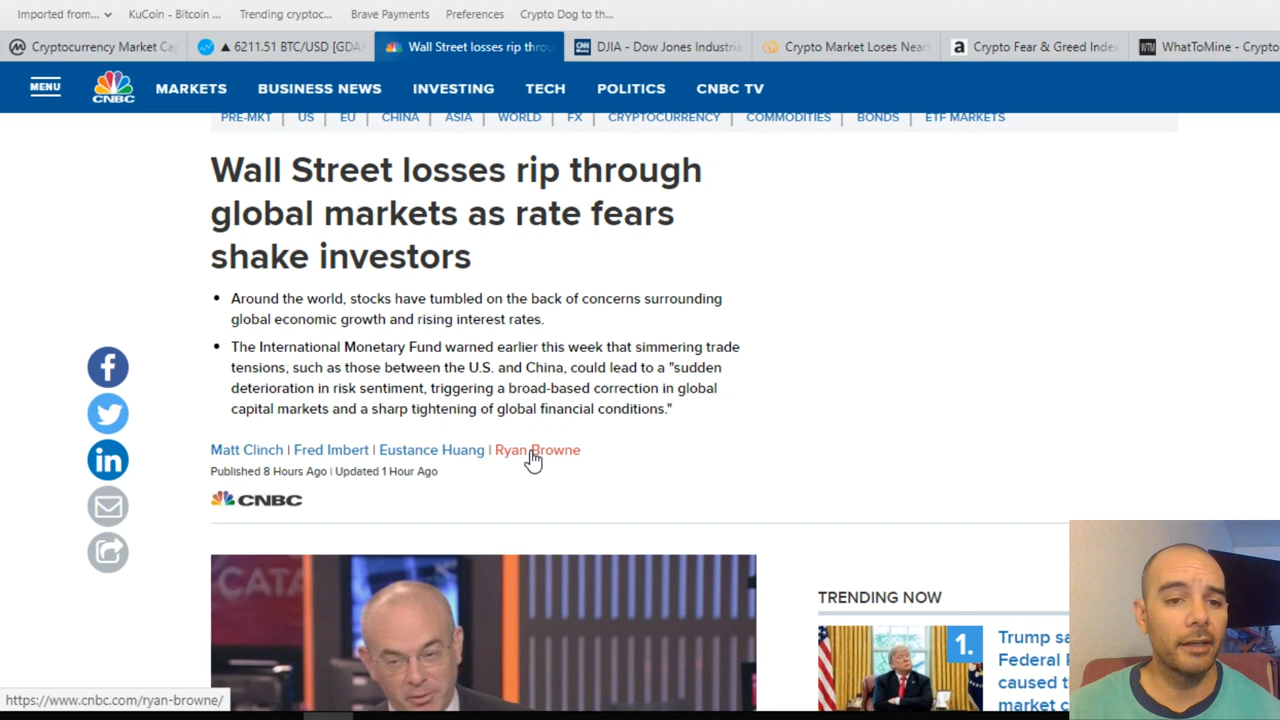 Imported from...
KuCoin - Bitcoin ...
Trending cryptoc...
Brave Payments
Preferences
Crypto Dog to th...
Cryptocurrency Market Ca
▲ 6211.51 BTC/USD [GDA
Wall Street losses rip throu
DJIA - Dow Jones Industria
Crypto Market Loses Near
Crypto Fear & Greed Inde
WhatToMine - Crypto
MENU
CNBC
MARKETS
BUSINESS NEWS
INVESTING
TECH
POLITICS
CNBC TV
PRE-MKT | US | EU | CHINA | ASIA | WORLD | FX | CRYPTOCURRENCY | COMMODITIES | BONDS | ETF MARKETS
Wall Street losses rip through
global markets as rate fears
shake investors
Around the world, stocks have tumbled on the back of concerns surrounding
global economic growth and rising interest rates.
The International Monetary Fund warned earlier this week that simmering trade
tensions, such as those between the U.S. and China, could lead to a "sudden
deterioration in risk sentiment, triggering a broad-based correction in global
capital markets and a sharp tightening of global financial conditions."
Matt Clinch | Fred Imbert | Eustance Huang | Ryan Browne
Published 8 Hours Ago | Updated 1 Hour Ago
CNBC
CATA
TRENDING NOW
1.
Trump sa
Federal
caused t
market c
https://www.cnbc.com/ryan-browne/